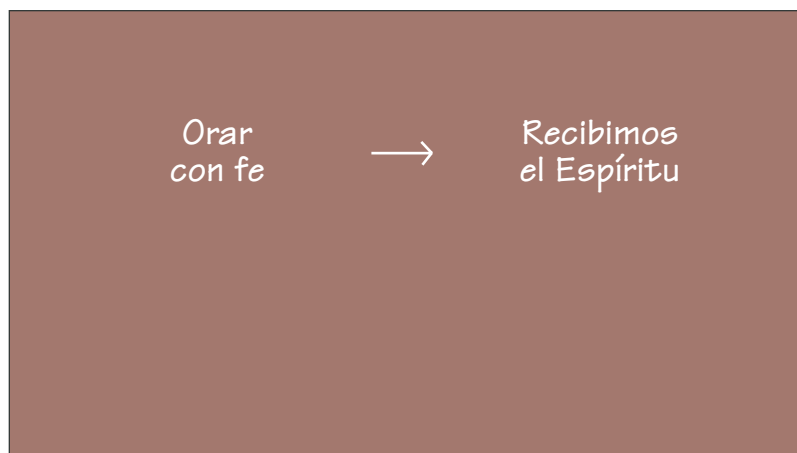 Orar
con fe
→
Recibimos
el Espíritu